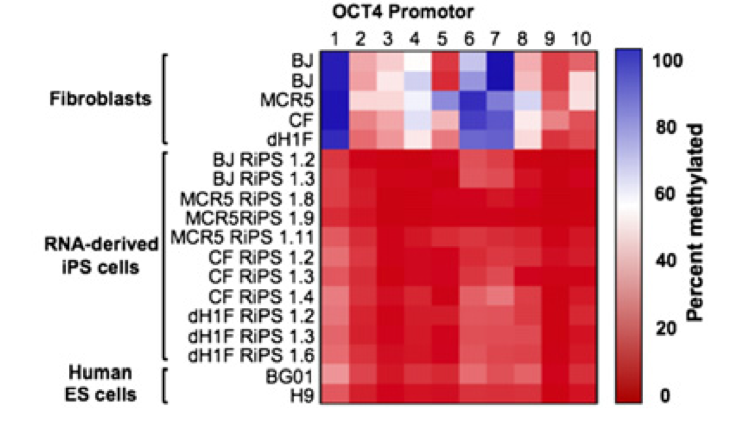 OCT4 Promotor
1 2 3 4 5 6 7 8 9 10
Fibroblasts
BJ
BJ
MCR5
CF
dH1F
RNA-derived
iPS cells
BJ RiPS 1.2
BJ RiPS 1.3
MCR5 RiPS 1.8
MCR5RiPS 1.9
MCR5 RiPS 1.11
CF RiPS 1.2
CF RiPS 1.3
CF RiPS 1.4
dH1F RiPS 1.2
dH1F RiPS 1.3
dH1F RiPS 1.6
Human
ES cells
BG01
H9
100
80
60
40
20
0
Percent methylated